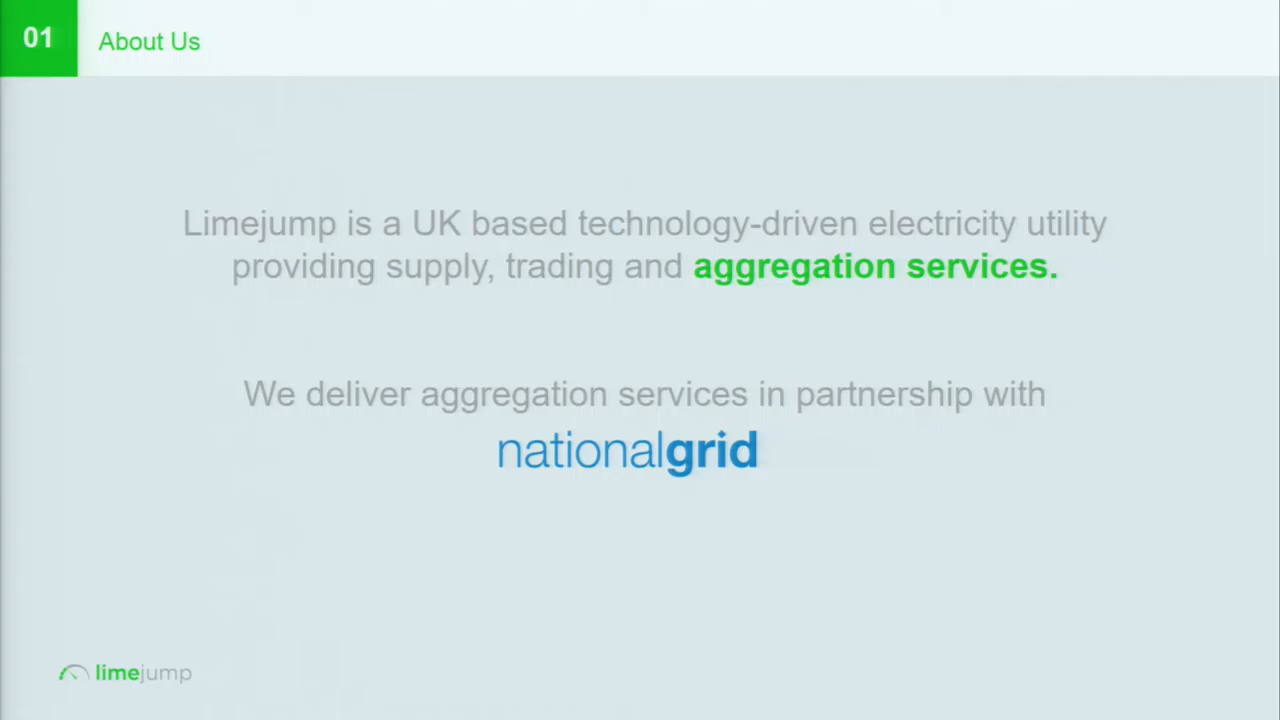 01
About Us
Limejump is a UK based technology-driven electricity utility
providing supply, trading and aggregation services.
We deliver aggregation services in partnership with
nationalgrid
limejump